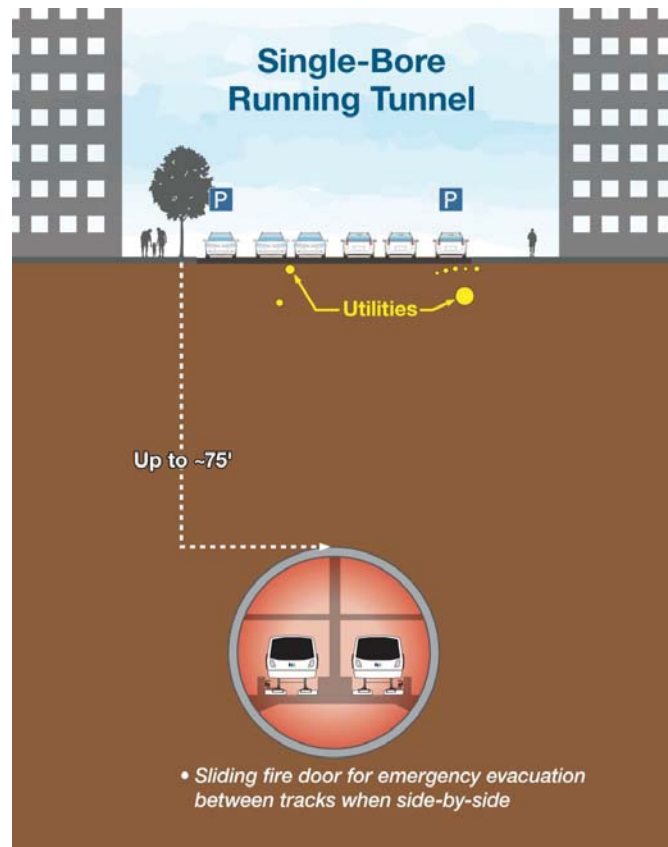 Single-Bore
Running Tunnel
P
P
Utilities
Up to ~75'
• Sliding fire door for emergency evacuation
between tracks when side-by-side